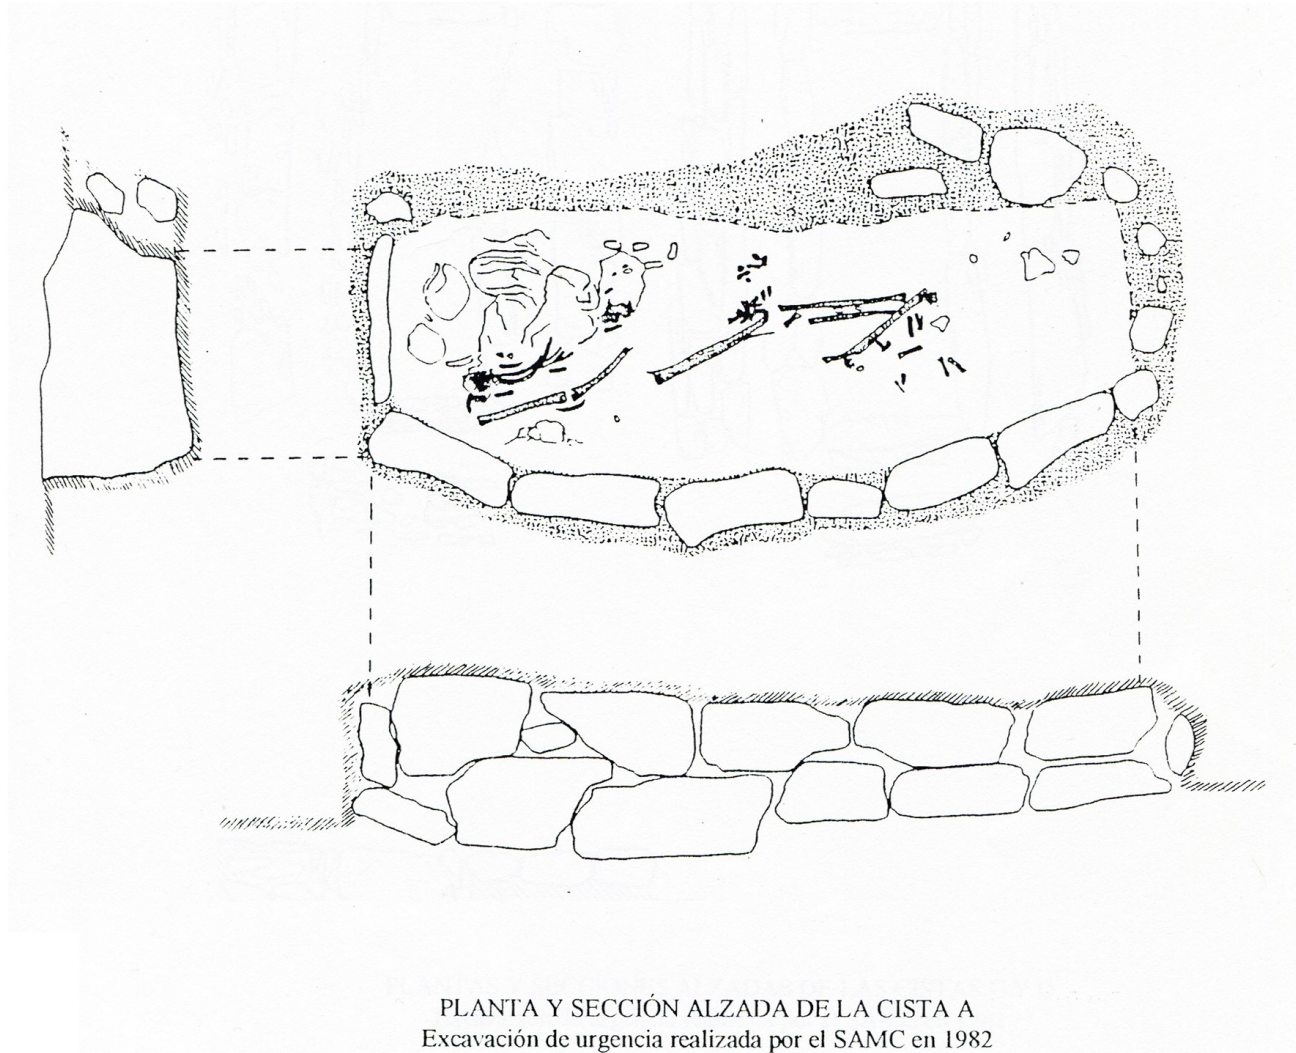 PLANTA Y SECCIÓN ALZADA DE LA CISTA A
Excavación de urgencia realizada por el SAMC en 1982